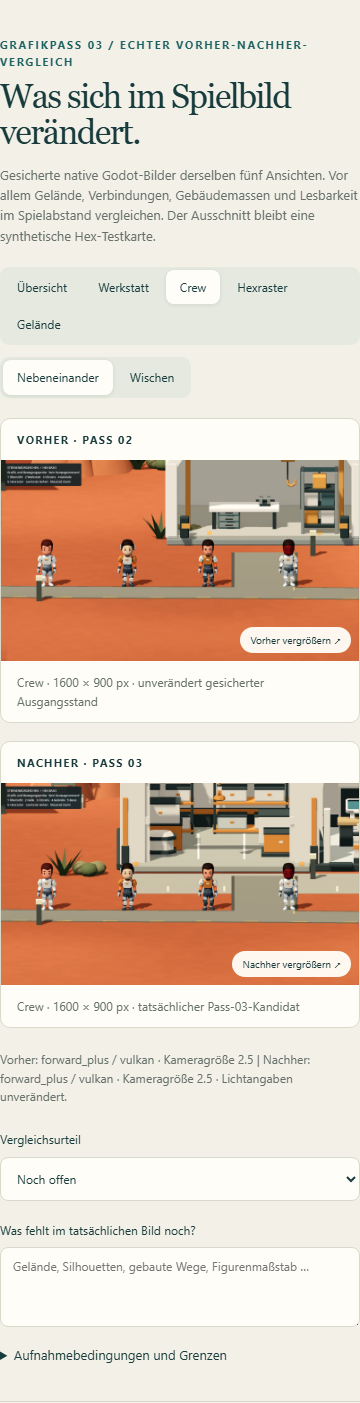 GRAFIKPASS 03 / ECHTER VORHER-NACHHER-
VERGLEICH
Was sich im Spielbild
verändert.
Gesicherte native Godot-Bilder derselben fünf Ansichten. Vor
allem Gelände, Verbindungen, Gebäudemassen und Lesbarkeit
im Spielabstand vergleichen. Der Ausschnitt bleibt eine
synthetische Hex-Testkarte.
Übersicht Werkstatt Crew Hexraster
Gelände
Nebeneinander Wischen
VORHER · PASS 02
Vorher vergrößern ↗
Crew · 1600 × 900 px · unverändert gesicherter
Ausgangsstand
NACHHER · PASS 03
Nachher vergrößern ↗
Crew · 1600 × 900 px · tatsächlicher Pass-03-Kandidat
Vorher: forward_plus / vulkan · Kameragröße 2.5 | Nachher:
forward_plus / vulkan · Kameragröße 2.5 · Lichtangaben
unverändert.
Vergleichsurteil
Noch offen
Was fehlt im tatsächlichen Bild noch?
Gelände, Silhouetten, gebaute Wege, Figurenmaßstab ...
Aufnahmebedingungen und Grenzen